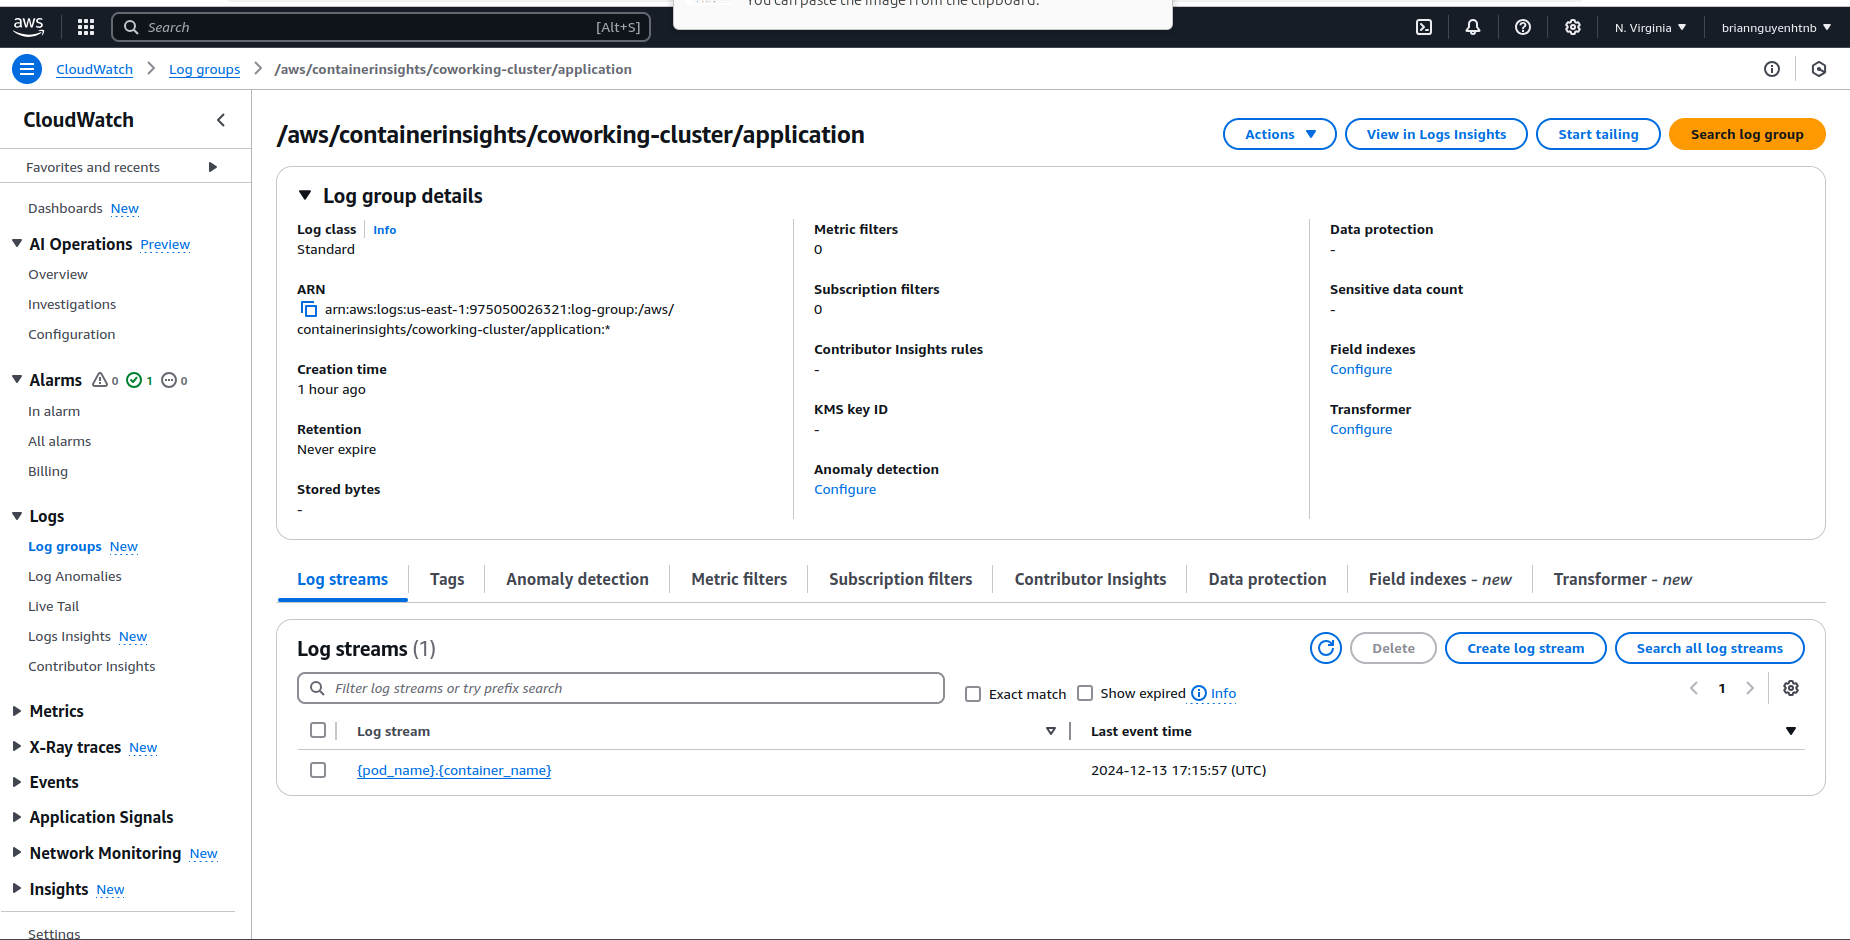 You can paste the image from the clipboard.
aws
Search
[Alt+S]
N. Virginia
briannguyenhtnb
CloudWatch
Log groups
/aws/containerinsights/coworking-cluster/application
CloudWatch
Favorites and recents
Dashboards New
AI Operations Preview
Overview
Investigations
Configuration
Alarms 0 1 0
In alarm
All alarms
Billing
Logs
Log groups New
Log Anomalies
Live Tail
Logs Insights New
Contributor Insights
Metrics
X-Ray traces New
Events
Application Signals
Network Monitoring New
Insights New
Settings
/aws/containerinsights/coworking-cluster/application
Actions
View in Logs Insights
Start tailing
Search log group
Log group details
Log class Info
Standard
ARN
arn:aws:logs:us-east-1:975050026321:log-group:/aws/
containerinsights/coworking-cluster/application:*
Creation time
1 hour ago
Retention
Never expire
Stored bytes
-
Metric filters
0
Subscription filters
0
Contributor Insights rules
-
KMS key ID
-
Anomaly detection
Configure
Data protection
-
Sensitive data count
-
Field indexes
Configure
Transformer
Configure
Log streams
Tags
Anomaly detection
Metric filters
Subscription filters
Contributor Insights
Data protection
Field indexes - new
Transformer - new
Log streams (1)
Delete
Create log stream
Search all log streams
Filter log streams or try prefix search
Exact match
Show expired
Info
1
Log stream
Last event time
{pod_name}.{container_name}
2024-12-13 17:15:57 (UTC)